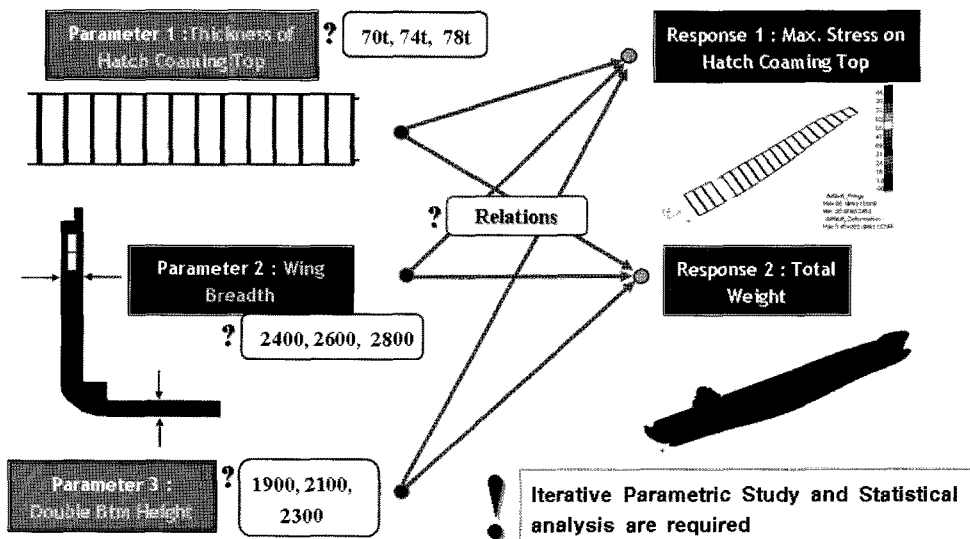 Parameter 1 :Thickness of
Hatch Coaming Top
?
70t, 74t, 78t
Response 1 : Max. Stress on
Hatch Coaming Top
?
Relations
Parameter 2 : Wing
Breadth
?
2400, 2600, 2800
Response 2 : Total
Weight
Parameter 3 :
Double Btm Height
?
1900, 2100,
2300
!
Iterative Parametric Study and Statistical
analysis are required